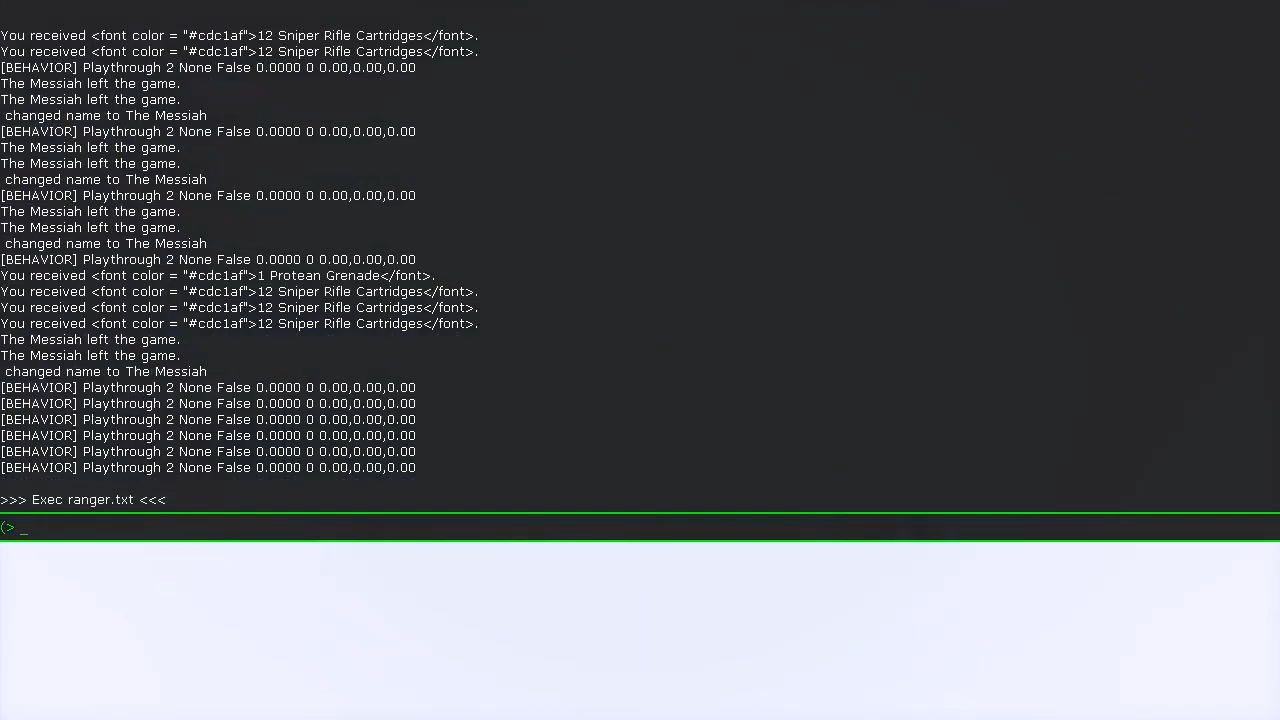 You received <font color = "#cdc1af">12 Sniper Rifle Cartridges</font>.
You received <font color = "#cdc1af">12 Sniper Rifle Cartridges</font>.
[BEHAVIOR] Playthrough 2 None False 0.0000 0 0.00,0.00,0.00
The Messiah left the game.
The Messiah left the game.
 changed name to The Messiah
[BEHAVIOR] Playthrough 2 None False 0.0000 0 0.00,0.00,0.00
The Messiah left the game.
The Messiah left the game.
 changed name to The Messiah
[BEHAVIOR] Playthrough 2 None False 0.0000 0 0.00,0.00,0.00
The Messiah left the game.
The Messiah left the game.
 changed name to The Messiah
[BEHAVIOR] Playthrough 2 None False 0.0000 0 0.00,0.00,0.00
You received <font color = "#cdc1af">1 Protean Grenade</font>.
You received <font color = "#cdc1af">12 Sniper Rifle Cartridges</font>.
You received <font color = "#cdc1af">12 Sniper Rifle Cartridges</font>.
You received <font color = "#cdc1af">12 Sniper Rifle Cartridges</font>.
The Messiah left the game.
The Messiah left the game.
 changed name to The Messiah
[BEHAVIOR] Playthrough 2 None False 0.0000 0 0.00,0.00,0.00
[BEHAVIOR] Playthrough 2 None False 0.0000 0 0.00,0.00,0.00
[BEHAVIOR] Playthrough 2 None False 0.0000 0 0.00,0.00,0.00
[BEHAVIOR] Playthrough 2 None False 0.0000 0 0.00,0.00,0.00
[BEHAVIOR] Playthrough 2 None False 0.0000 0 0.00,0.00,0.00
[BEHAVIOR] Playthrough 2 None False 0.0000 0 0.00,0.00,0.00
>>> Exec ranger.txt <<<
(> _